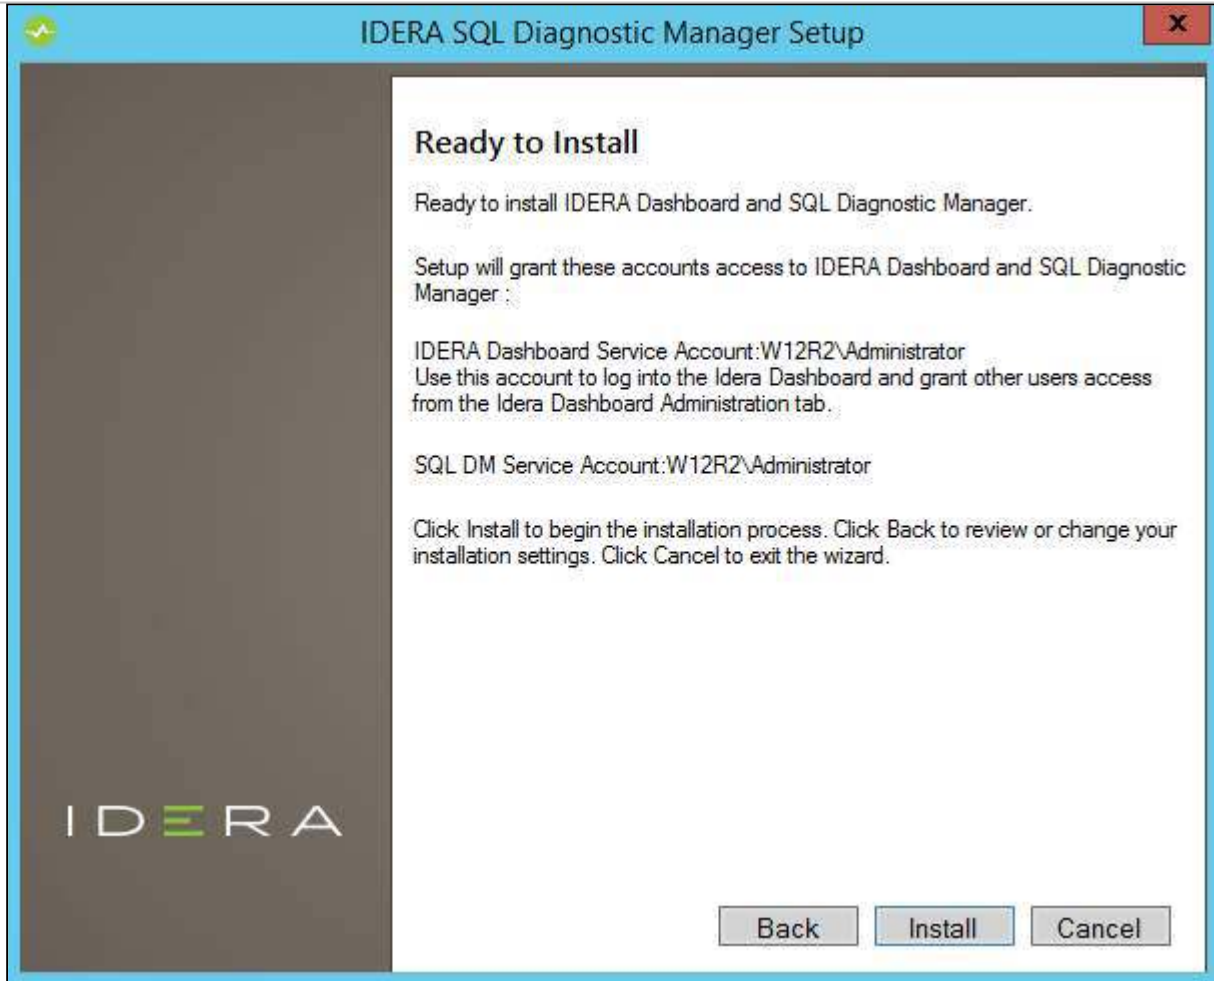 IDERA SQL Diagnostic Manager Setup
x
Ready to Install
Ready to install IDERA Dashboard and SQL Diagnostic Manager.
Setup will grant these accounts access to IDERA Dashboard and SQL Diagnostic
Manager :
IDERA Dashboard Service Account:W12R2\Administrator
Use this account to log into the Idera Dashboard and grant other users access
from the Idera Dashboard Administration tab.
SQL DM Service Account:W12R2\Administrator
Click Install to begin the installation process. Click Back to review or change your
installation settings. Click Cancel to exit the wizard.
IDERA
Back Install Cancel